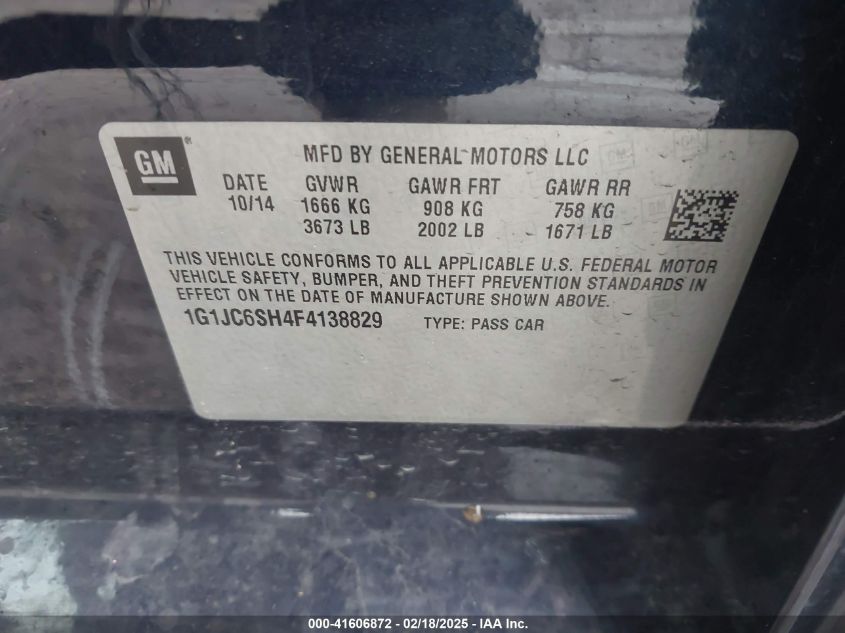 GM
MFD BY GENERAL MOTORS LLC
DATE GVWR GAWR FRT GAWR RR
10/14 1666 KG 908 KG 758 KG
3673 LB 2002 LB 1671 LB
THIS VEHICLE CONFORMS TO ALL APPLICABLE U.S. FEDERAL MOTOR
VEHICLE SAFETY, BUMPER, AND THEFT PREVENTION STANDARDS IN
EFFECT ON THE DATE OF MANUFACTURE SHOWN ABOVE.
1G1JC6SH4F4138829 TYPE: PASS CAR
000-41606872 - 02/18/2025 - IAA Inc.